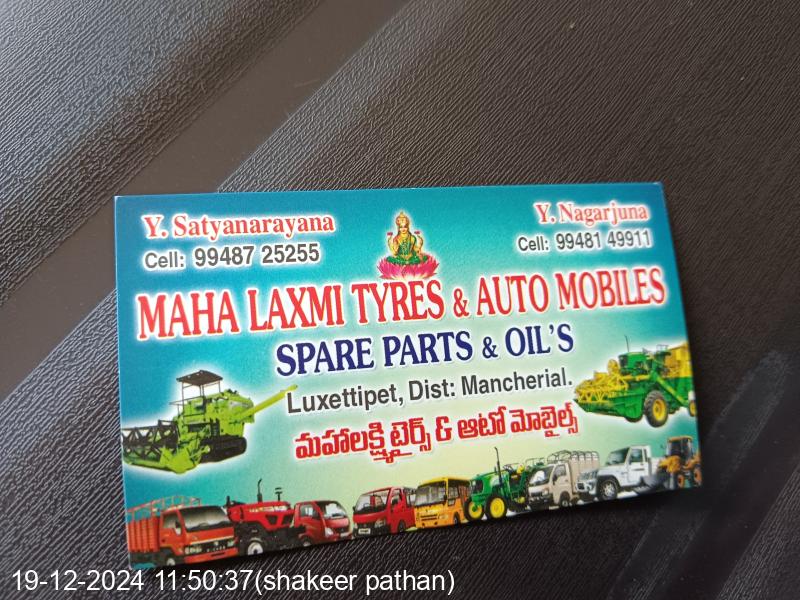 Y. Satyanarayana
Cell: 99487 25255
Y. Nagarjuna
Cell: 99481 49911
MAHA LAXMI TYRES & AUTO MOBILES
SPARE PARTS & OIL'S
Luxettipet, Dist: Mancherial.
మహాలక్ష్మి టైర్స్ & ఆటో మోబైల్స్
19-12-2024 11:50:37(shakeer pathan)